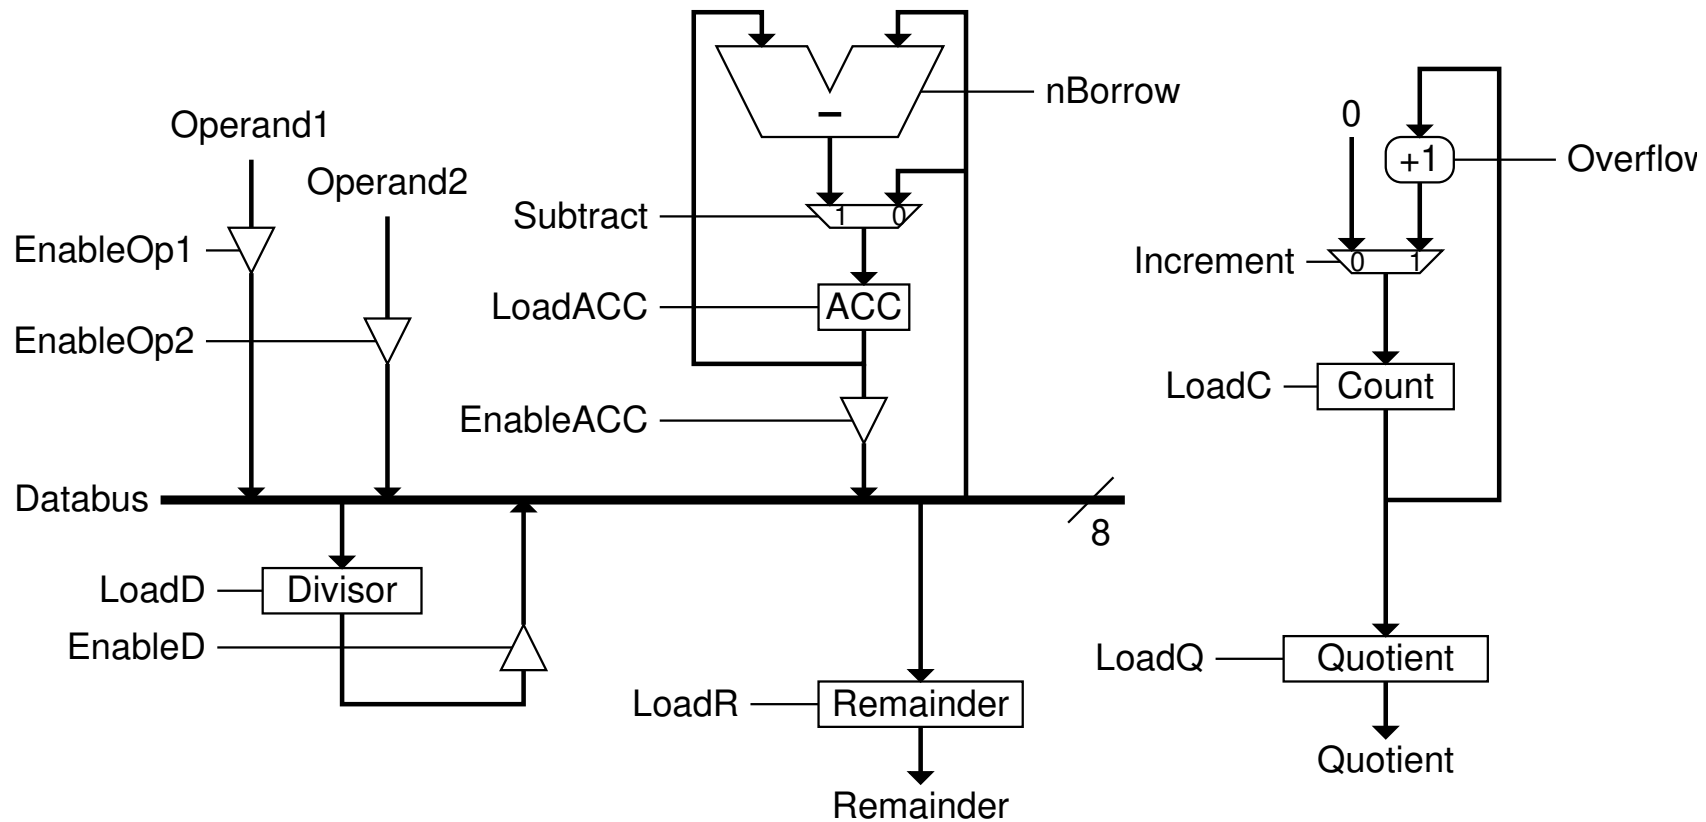 Operand1
Operand2
EnableOp1
EnableOp2
Databus
8
LoadD
Divisor
EnableD
−
nBorrow
Subtract
1 0
LoadACC
ACC
EnableACC
LoadR
Remainder
Remainder
0
+1
Overflow
Increment
0 1
LoadC
Count
LoadQ
Quotient
Quotient